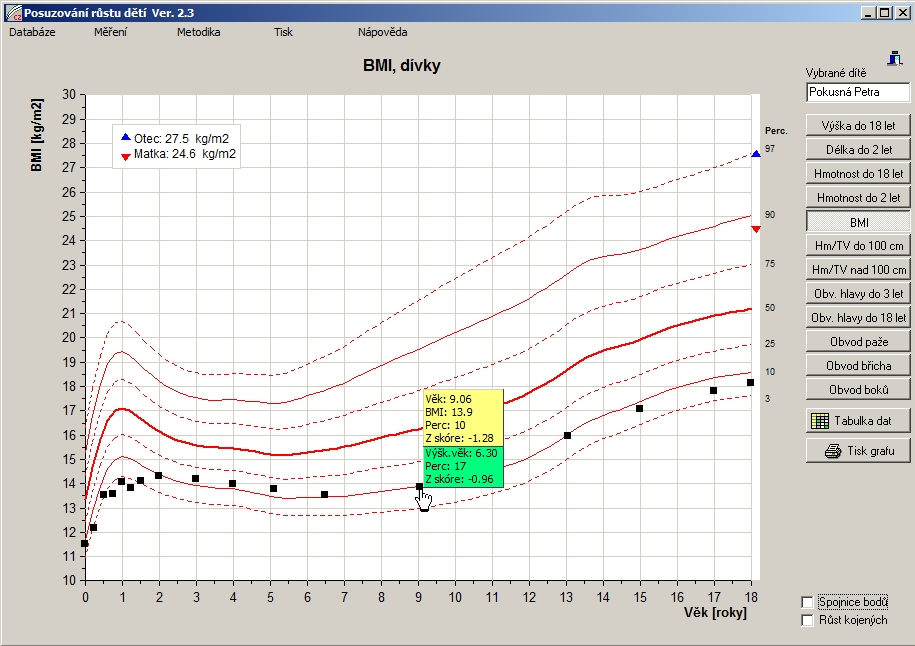 Posuzování růstu dětí  Ver. 2.3
Databáze Měření Metodika Tisk Nápověda
BMI, dívky
Vybrané dítě
Pokusná Petra
Výška do 18 let
Délka do 2 let
Hmotnost do 18 let
Hmotnost do 2 let
BMI
Hm/TV do 100 cm
Hm/TV nad 100 cm
Obv. hlavy do 3 let
Obv. hlavy do 18 let
Obvod paže
Obvod břicha
Obvod boků
Tabulka dat
Tisk grafu
Spojnice bodů
Růst kojených
BMI [kg/m2]
30
29
28
27
26
25
24
23
22
21
20
19
18
17
16
15
14
13
12
11
10
Otec: 27.5  kg/m2
Matka: 24.6  kg/m2
Věk: 9.06
BMI: 13.9
Perc: 10
Z skóre: -1.28
Výšk.věk: 6.30
Perc: 17
Z skóre: -0.96
Perc.
97
90
75
50
25
10
3
0 1 2 3 4 5 6 7 8 9 10 11 12 13 14 15 16 17 18
Věk [roky]